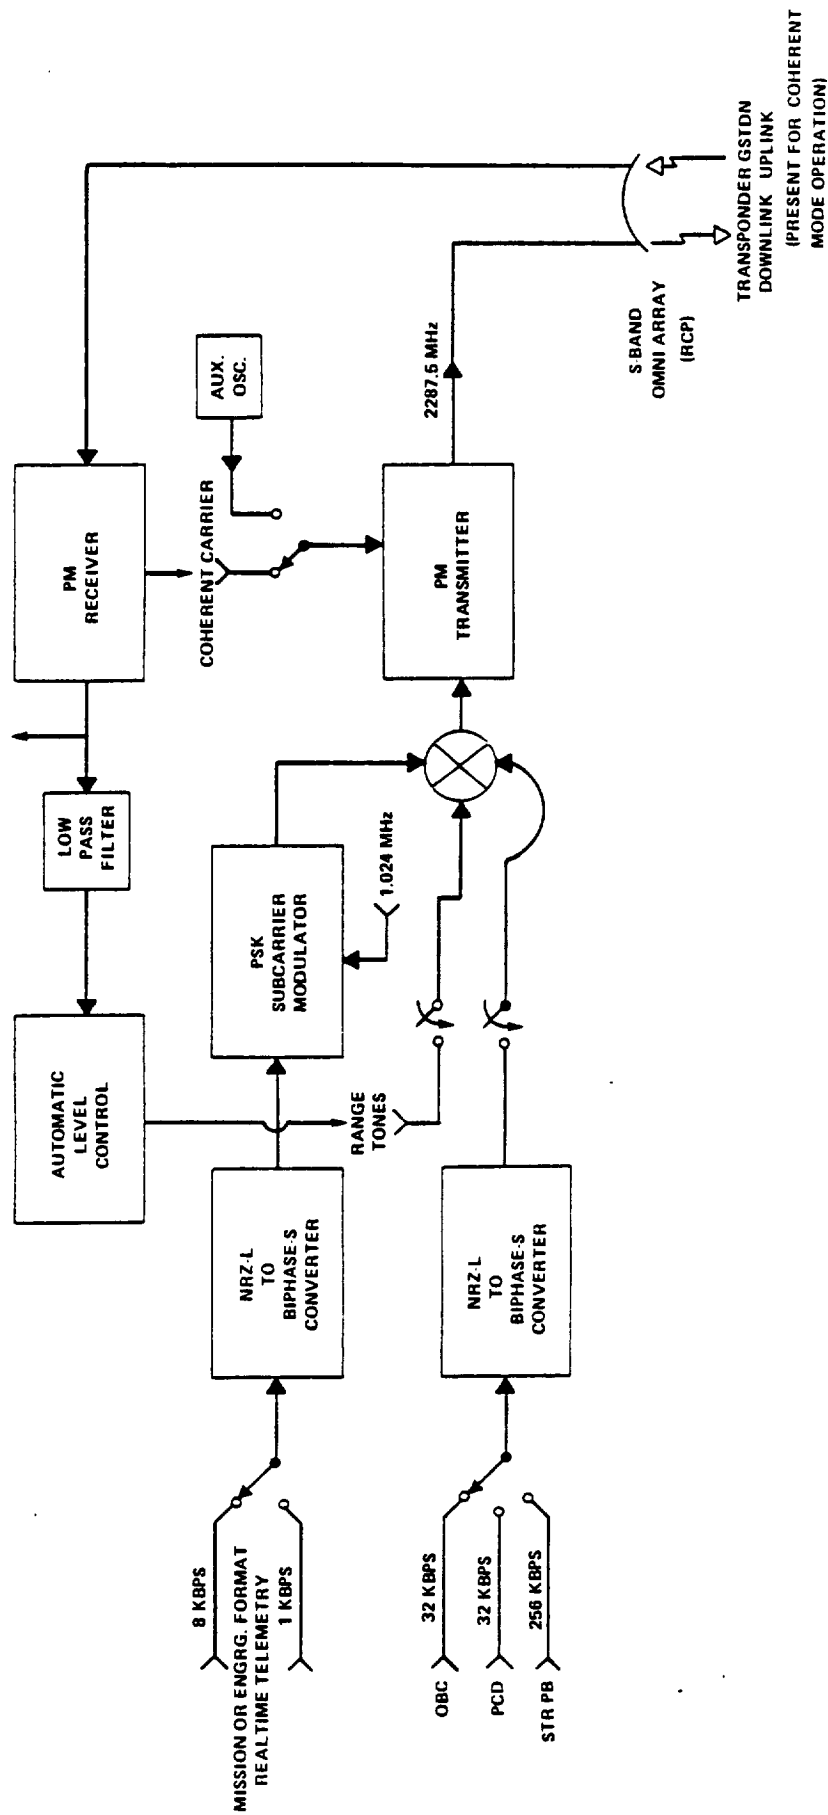 AUTOMATIC
LEVEL
CONTROL
LOW
PASS
FILTER
PM
RECEIVER
MISSION OR ENGRG. FORMAT
REALTIME TELEMETRY
8 KBPS
1 KBPS
NRZ-L
TO
BIPHASE-S
CONVERTER
RANGE
TONES
PSK
SUBCARRIER
MODULATOR
1.024 MHz
COHERENT CARRIER
AUX.
OSC.
OBC
32 KBPS
PCD
32 KBPS
STR PB
256 KBPS
NRZ-L
TO
BIPHASE-S
CONVERTER
PM
TRANSMITTER
2287.5 MHz
S-BAND
OMNI ARRAY
(RCP)
TRANSPONDER GSTDN
DOWNLINK UPLINK
(PRESENT FOR COHERENT
MODE OPERATION)